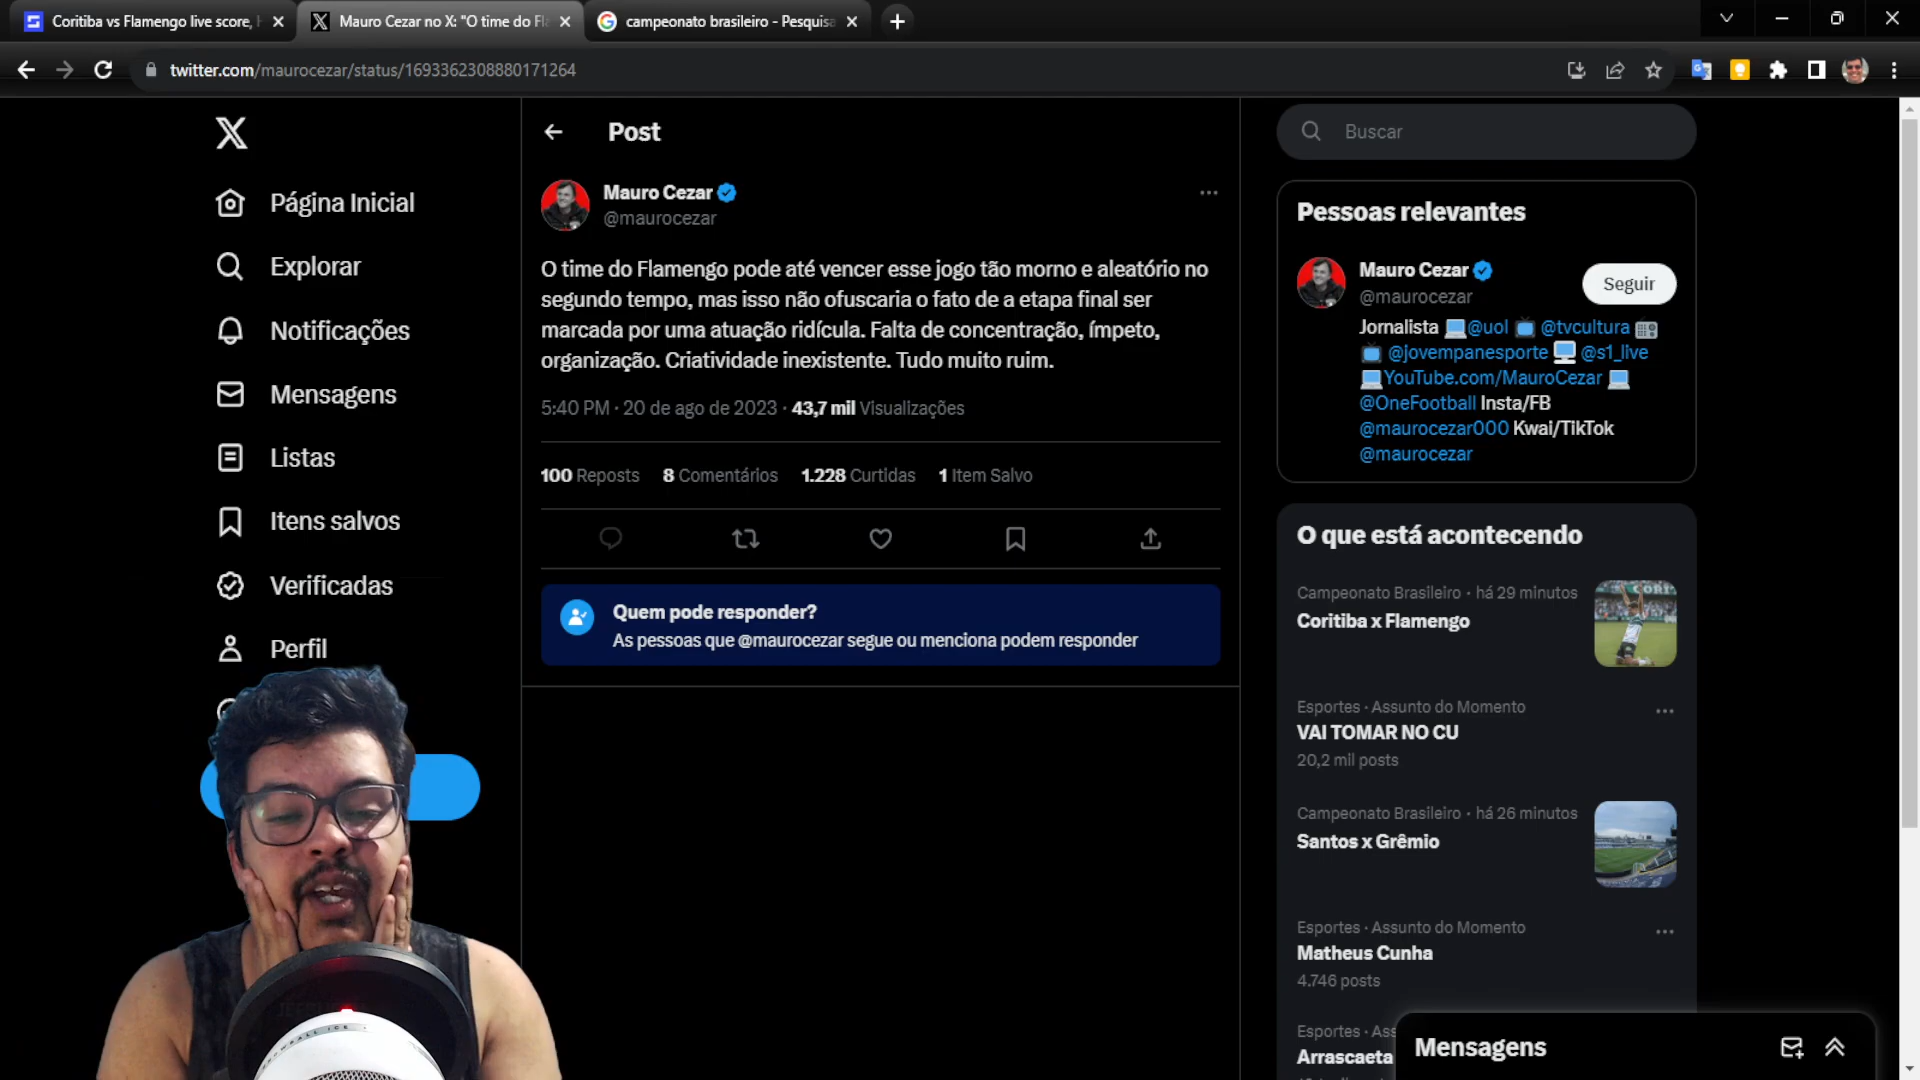 Coritiba vs Flamengo live score,
Mauro Cezar no X: "O time do Fl
campeonato brasileiro - Pesquisa
twitter.com/maurocezar/status/1693362308880171264
X
Página Inicial
Explorar
Notificações
Mensagens
Listas
Itens salvos
Verificadas
Perfil
Post
Mauro Cezar
@maurocezar
O time do Flamengo pode até vencer esse jogo tão morno e aleatório no
segundo tempo, mas isso não ofuscaria o fato de a etapa final ser
marcada por uma atuação ridícula. Falta de concentração, ímpeto,
organização. Criatividade inexistente. Tudo muito ruim.
5:40 PM · 20 de ago de 2023 · 43,7 mil Visualizações
100 Reposts 8 Comentários 1.228 Curtidas 1 Item Salvo
Quem pode responder?
As pessoas que @maurocezar segue ou menciona podem responder
Buscar
Pessoas relevantes
Mauro Cezar
@maurocezar
Seguir
Jornalista @uol @tvcultura
@jovempanesporte @s1_live
YouTube.com/MauroCezar
@OneFootball Insta/FB
@maurocezar000 Kwai/TikTok
@maurocezar
O que está acontecendo
Campeonato Brasileiro · há 29 minutos
Coritiba x Flamengo
Esportes · Assunto do Momento
VAI TOMAR NO CU
20,2 mil posts
Campeonato Brasileiro · há 26 minutos
Santos x Grêmio
Esportes · Assunto do Momento
Matheus Cunha
4.746 posts
Esportes · Ass
Arrascaeta
Mensagens